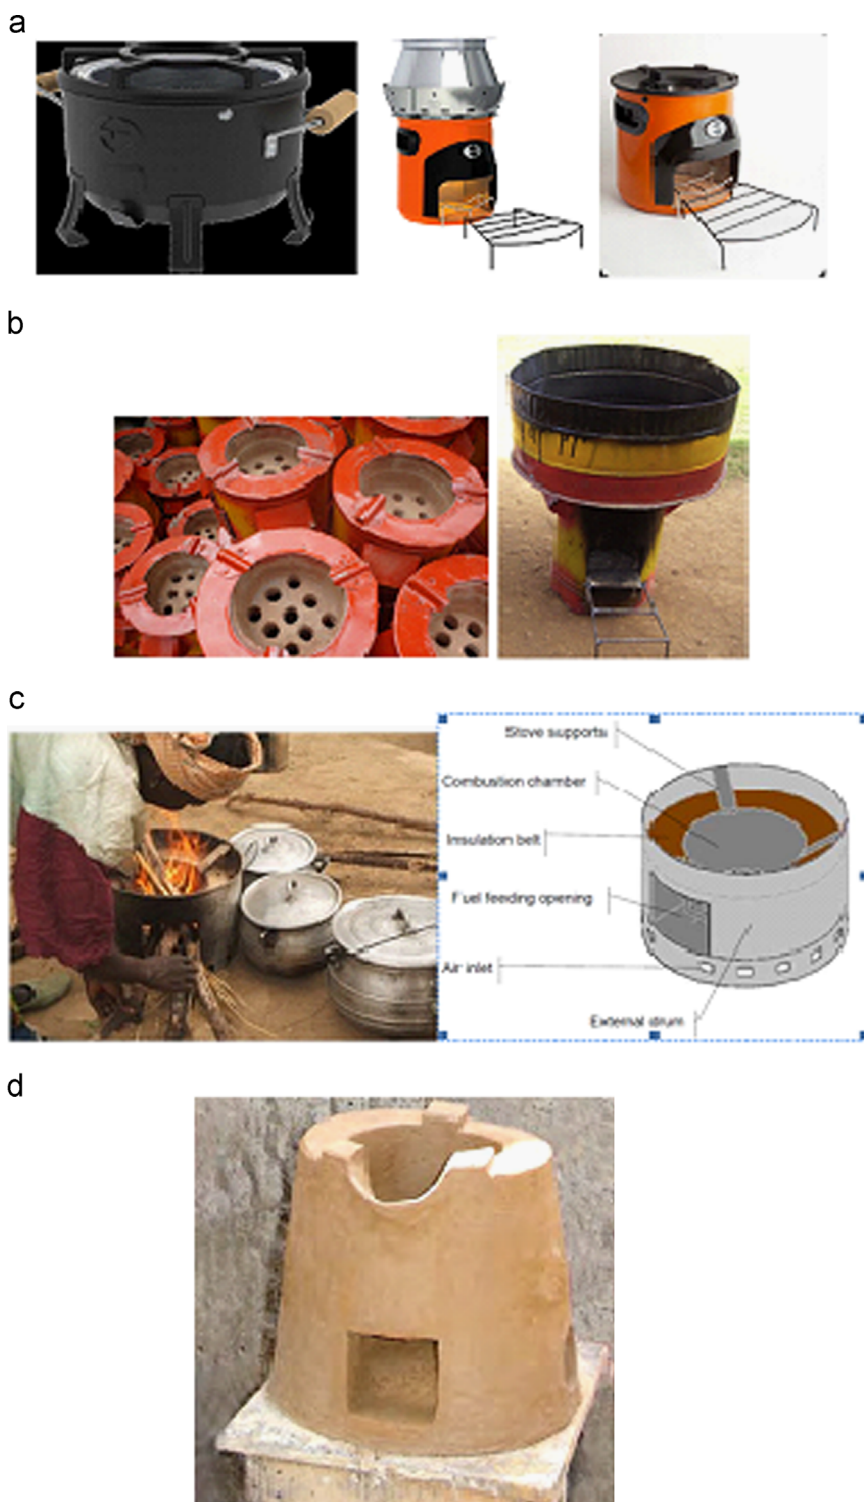 a
b
c
Stove supports
Combustion chamber
Insulation belt
Fuel feeding opening
Air inlet
External drum
d